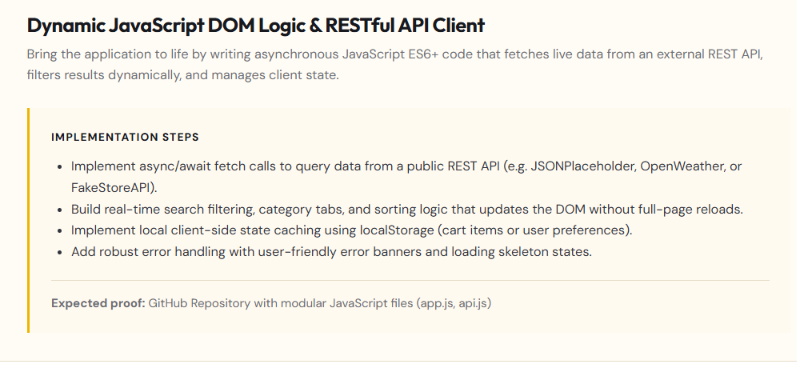 Dynamic JavaScript DOM Logic & RESTful API Client
Bring the application to life by writing asynchronous JavaScript ES6+ code that fetches live data from an external REST API,
filters results dynamically, and manages client state.
IMPLEMENTATION STEPS
• Implement async/await fetch calls to query data from a public REST API (e.g. JSONPlaceholder, OpenWeather, or
FakeStoreAPI).
• Build real-time search filtering, category tabs, and sorting logic that updates the DOM without full-page reloads.
• Implement local client-side state caching using localStorage (cart items or user preferences).
• Add robust error handling with user-friendly error banners and loading skeleton states.
Expected proof: GitHub Repository with modular JavaScript files (app.js, api.js)